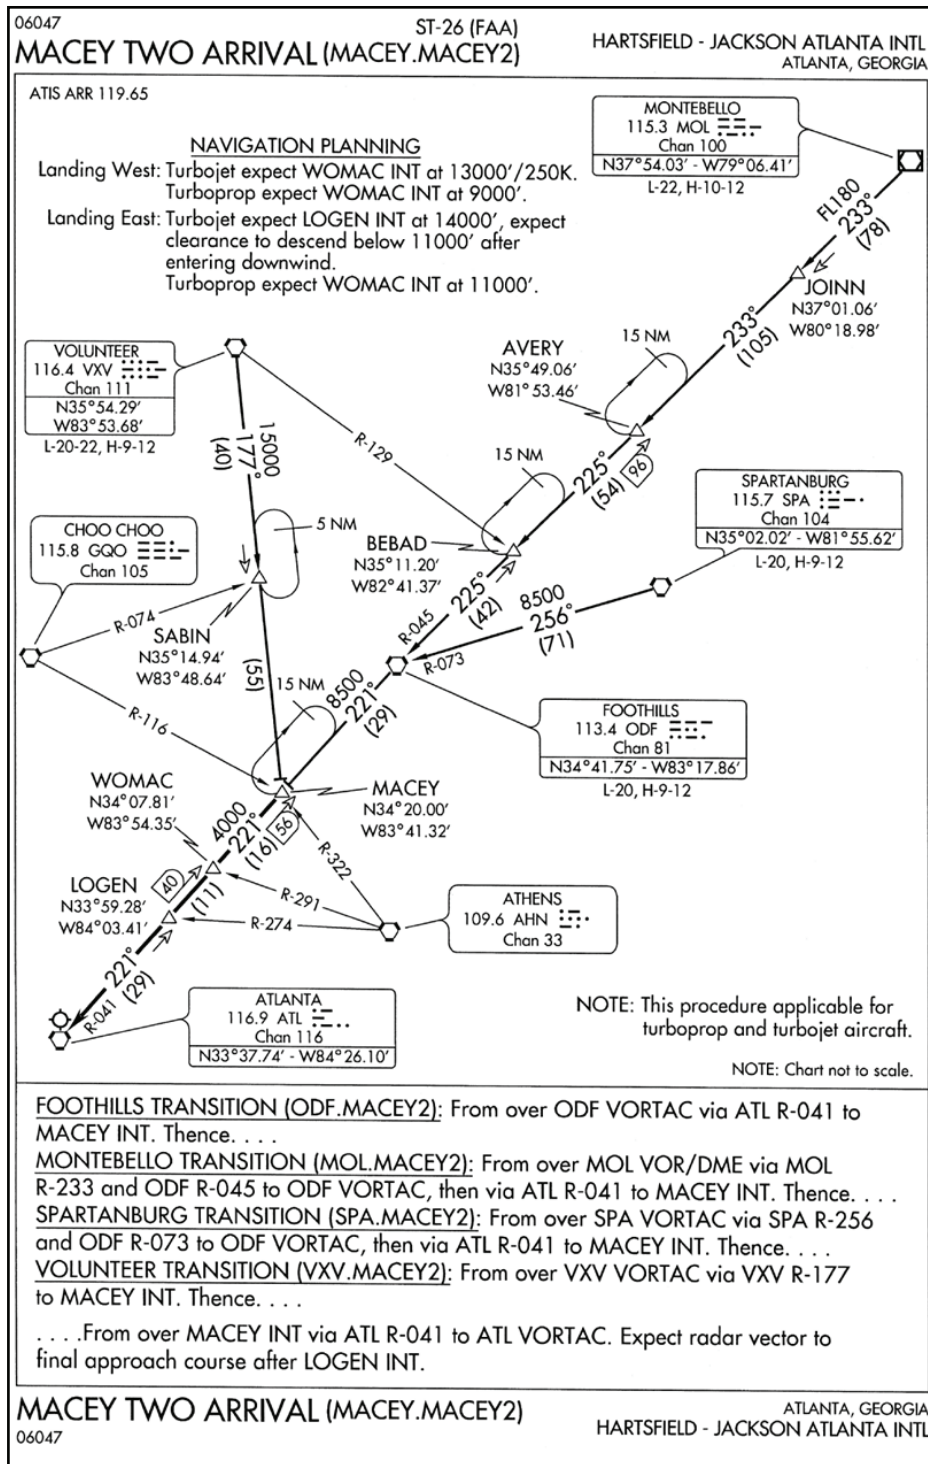 06047
ST-26 (FAA)
MACEY TWO ARRIVAL (MACEY.MACEY2)
HARTSFIELD - JACKSON ATLANTA INTL
ATLANTA, GEORGIA
ATIS ARR 119.65
NAVIGATION PLANNING
Landing West: Turbojet expect WOMAC INT at 13000′/250K.
Turboprop expect WOMAC INT at 9000′.
Landing East: Turbojet expect LOGEN INT at 14000′, expect
clearance to descend below 11000′ after
entering downwind.
Turboprop expect WOMAC INT at 11000′.
MONTEBELLO
115.3 MOL
Chan 100
N37°54.03′ - W79°06.41′
L-22, H-10-12
FL180
233°
(78)
JOINN
N37°01.06′
W80°18.98′
233°
(105)
15 NM
AVERY
N35°49.06′
W81°53.46′
VOLUNTEER
116.4 VXV
Chan 111
N35°54.29′
W83°53.68′
L-20-22, H-9-12
15000
177°
(40)
R-129
15 NM
225°
(54)
96
SPARTANBURG
115.7 SPA
Chan 104
N35°02.02′ - W81°55.62′
L-20, H-9-12
CHOO CHOO
115.8 GQO
Chan 105
5 NM
BEBAD
N35°11.20′
W82°41.37′
225°
(42)
R-045
8500
256°
(71)
R-073
R-074
SABIN
N35°14.94′
W83°48.64′
(55)
15 NM
8500
221°
(29)
R-116
FOOTHILLS
113.4 ODF
Chan 81
N34°41.75′ - W83°17.86′
L-20, H-9-12
WOMAC
N34°07.81′
W83°54.35′
MACEY
N34°20.00′
W83°41.32′
4000
221°
(16)
56
R-322
LOGEN
N33°59.28′
W84°03.41′
40
(11)
R-291
R-274
ATHENS
109.6 AHN
Chan 33
221°
(29)
R-041
ATLANTA
116.9 ATL
Chan 116
N33°37.74′ - W84°26.10′
NOTE: This procedure applicable for
turboprop and turbojet aircraft.
NOTE: Chart not to scale.
FOOTHILLS TRANSITION (ODF.MACEY2): From over ODF VORTAC via ATL R-041 to
MACEY INT. Thence. . . .
MONTEBELLO TRANSITION (MOL.MACEY2): From over MOL VOR/DME via MOL
R-233 and ODF R-045 to ODF VORTAC, then via ATL R-041 to MACEY INT. Thence. . . .
SPARTANBURG TRANSITION (SPA.MACEY2): From over SPA VORTAC via SPA R-256
and ODF R-073 to ODF VORTAC, then via ATL R-041 to MACEY INT. Thence. . . .
VOLUNTEER TRANSITION (VXV.MACEY2): From over VXV VORTAC via VXV R-177
to MACEY INT. Thence. . . .
. . . .From over MACEY INT via ATL R-041 to ATL VORTAC. Expect radar vector to
final approach course after LOGEN INT.
MACEY TWO ARRIVAL (MACEY.MACEY2)
06047
ATLANTA, GEORGIA
HARTSFIELD - JACKSON ATLANTA INTL